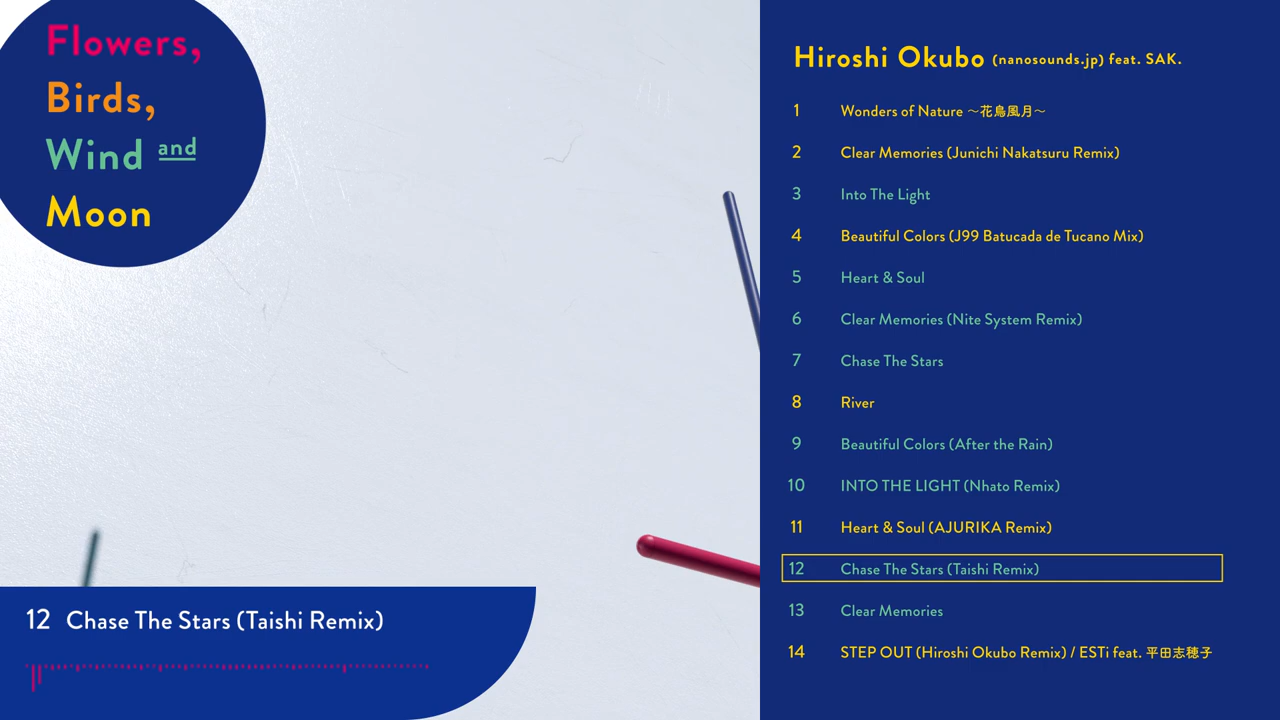 Flowers,
Birds,
Wind and
Moon
Hiroshi Okubo (nanosounds.jp) feat. SAK.
1 Wonders of Nature ～花鳥風月～
2 Clear Memories (Junichi Nakatsuru Remix)
3 Into The Light
4 Beautiful Colors (J99 Batucada de Tucano Mix)
5 Heart & Soul
6 Clear Memories (Nite System Remix)
7 Chase The Stars
8 River
9 Beautiful Colors (After the Rain)
10 INTO THE LIGHT (Nhato Remix)
11 Heart & Soul (AJURIKA Remix)
12 Chase The Stars (Taishi Remix)
13 Clear Memories
14 STEP OUT (Hiroshi Okubo Remix) / ESTi feat. 平田志穂子
12 Chase The Stars (Taishi Remix)